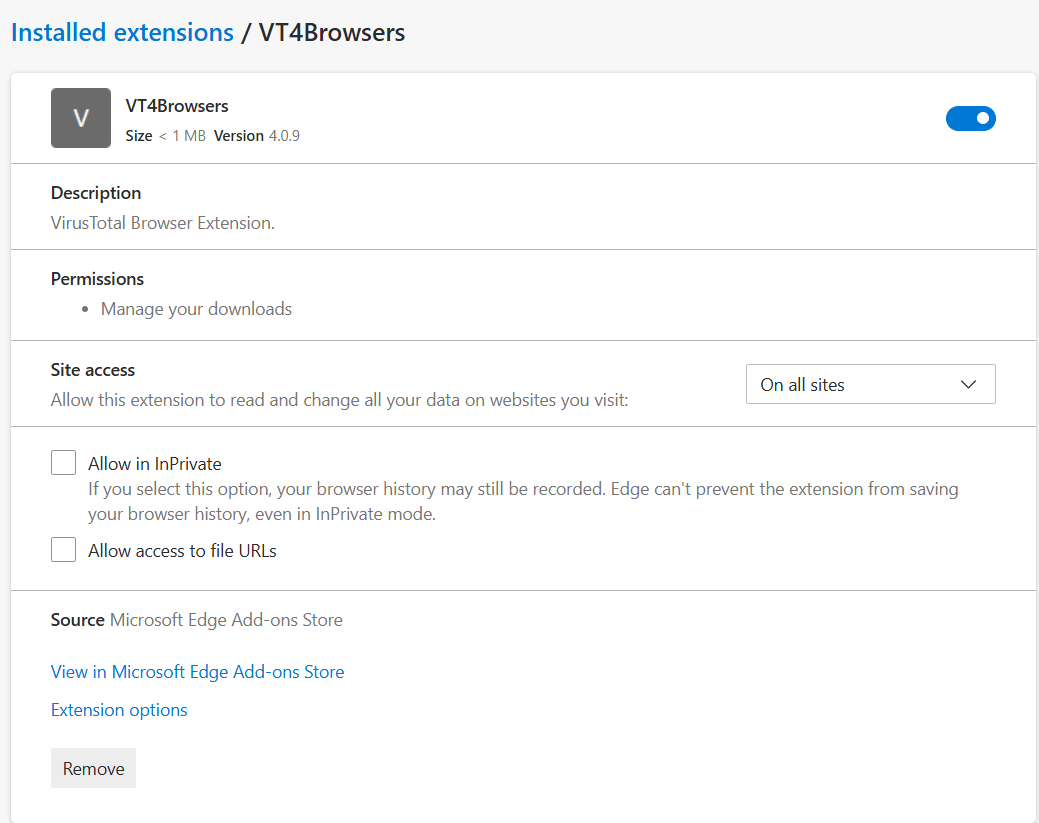 Installed extensions / VT4Browsers
V
VT4Browsers
Size < 1 MB Version 4.0.9
Description
VirusTotal Browser Extension.
Permissions
• Manage your downloads
Site access
Allow this extension to read and change all your data on websites you visit:
On all sites
Allow in InPrivate
If you select this option, your browser history may still be recorded. Edge can't prevent the extension from saving
your browser history, even in InPrivate mode.
Allow access to file URLs
Source Microsoft Edge Add-ons Store
View in Microsoft Edge Add-ons Store
Extension options
Remove